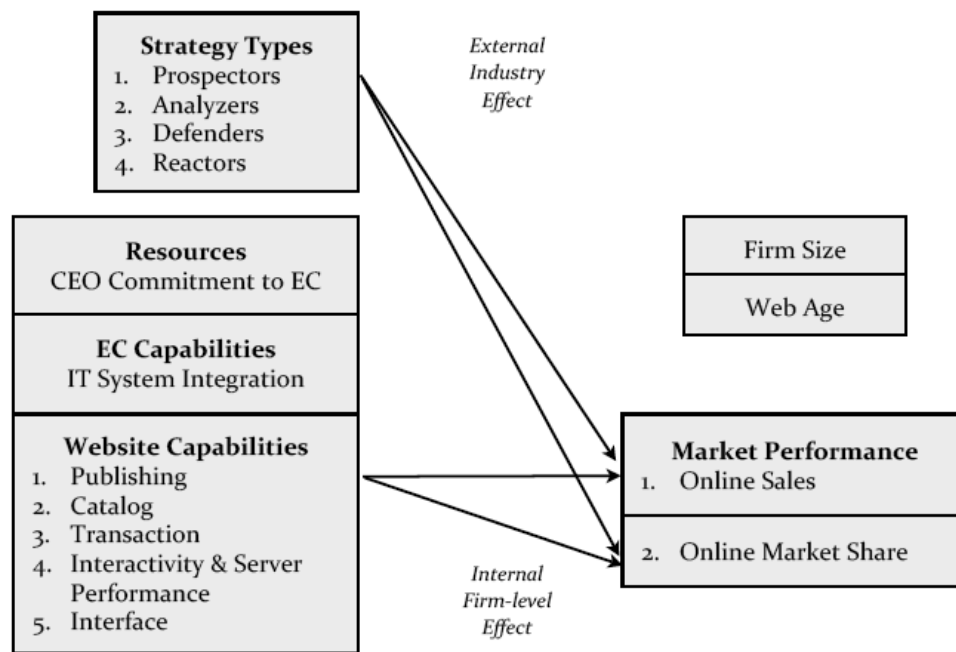 Strategy Types
1. Prospectors
2. Analyzers
3. Defenders
4. Reactors
External
Industry
Effect
Resources
CEO Commitment to EC
EC Capabilities
IT System Integration
Website Capabilities
1. Publishing
2. Catalog
3. Transaction
4. Interactivity & Server
Performance
5. Interface
Firm Size
Web Age
Market Performance
1. Online Sales
2. Online Market Share
Internal
Firm-level
Effect